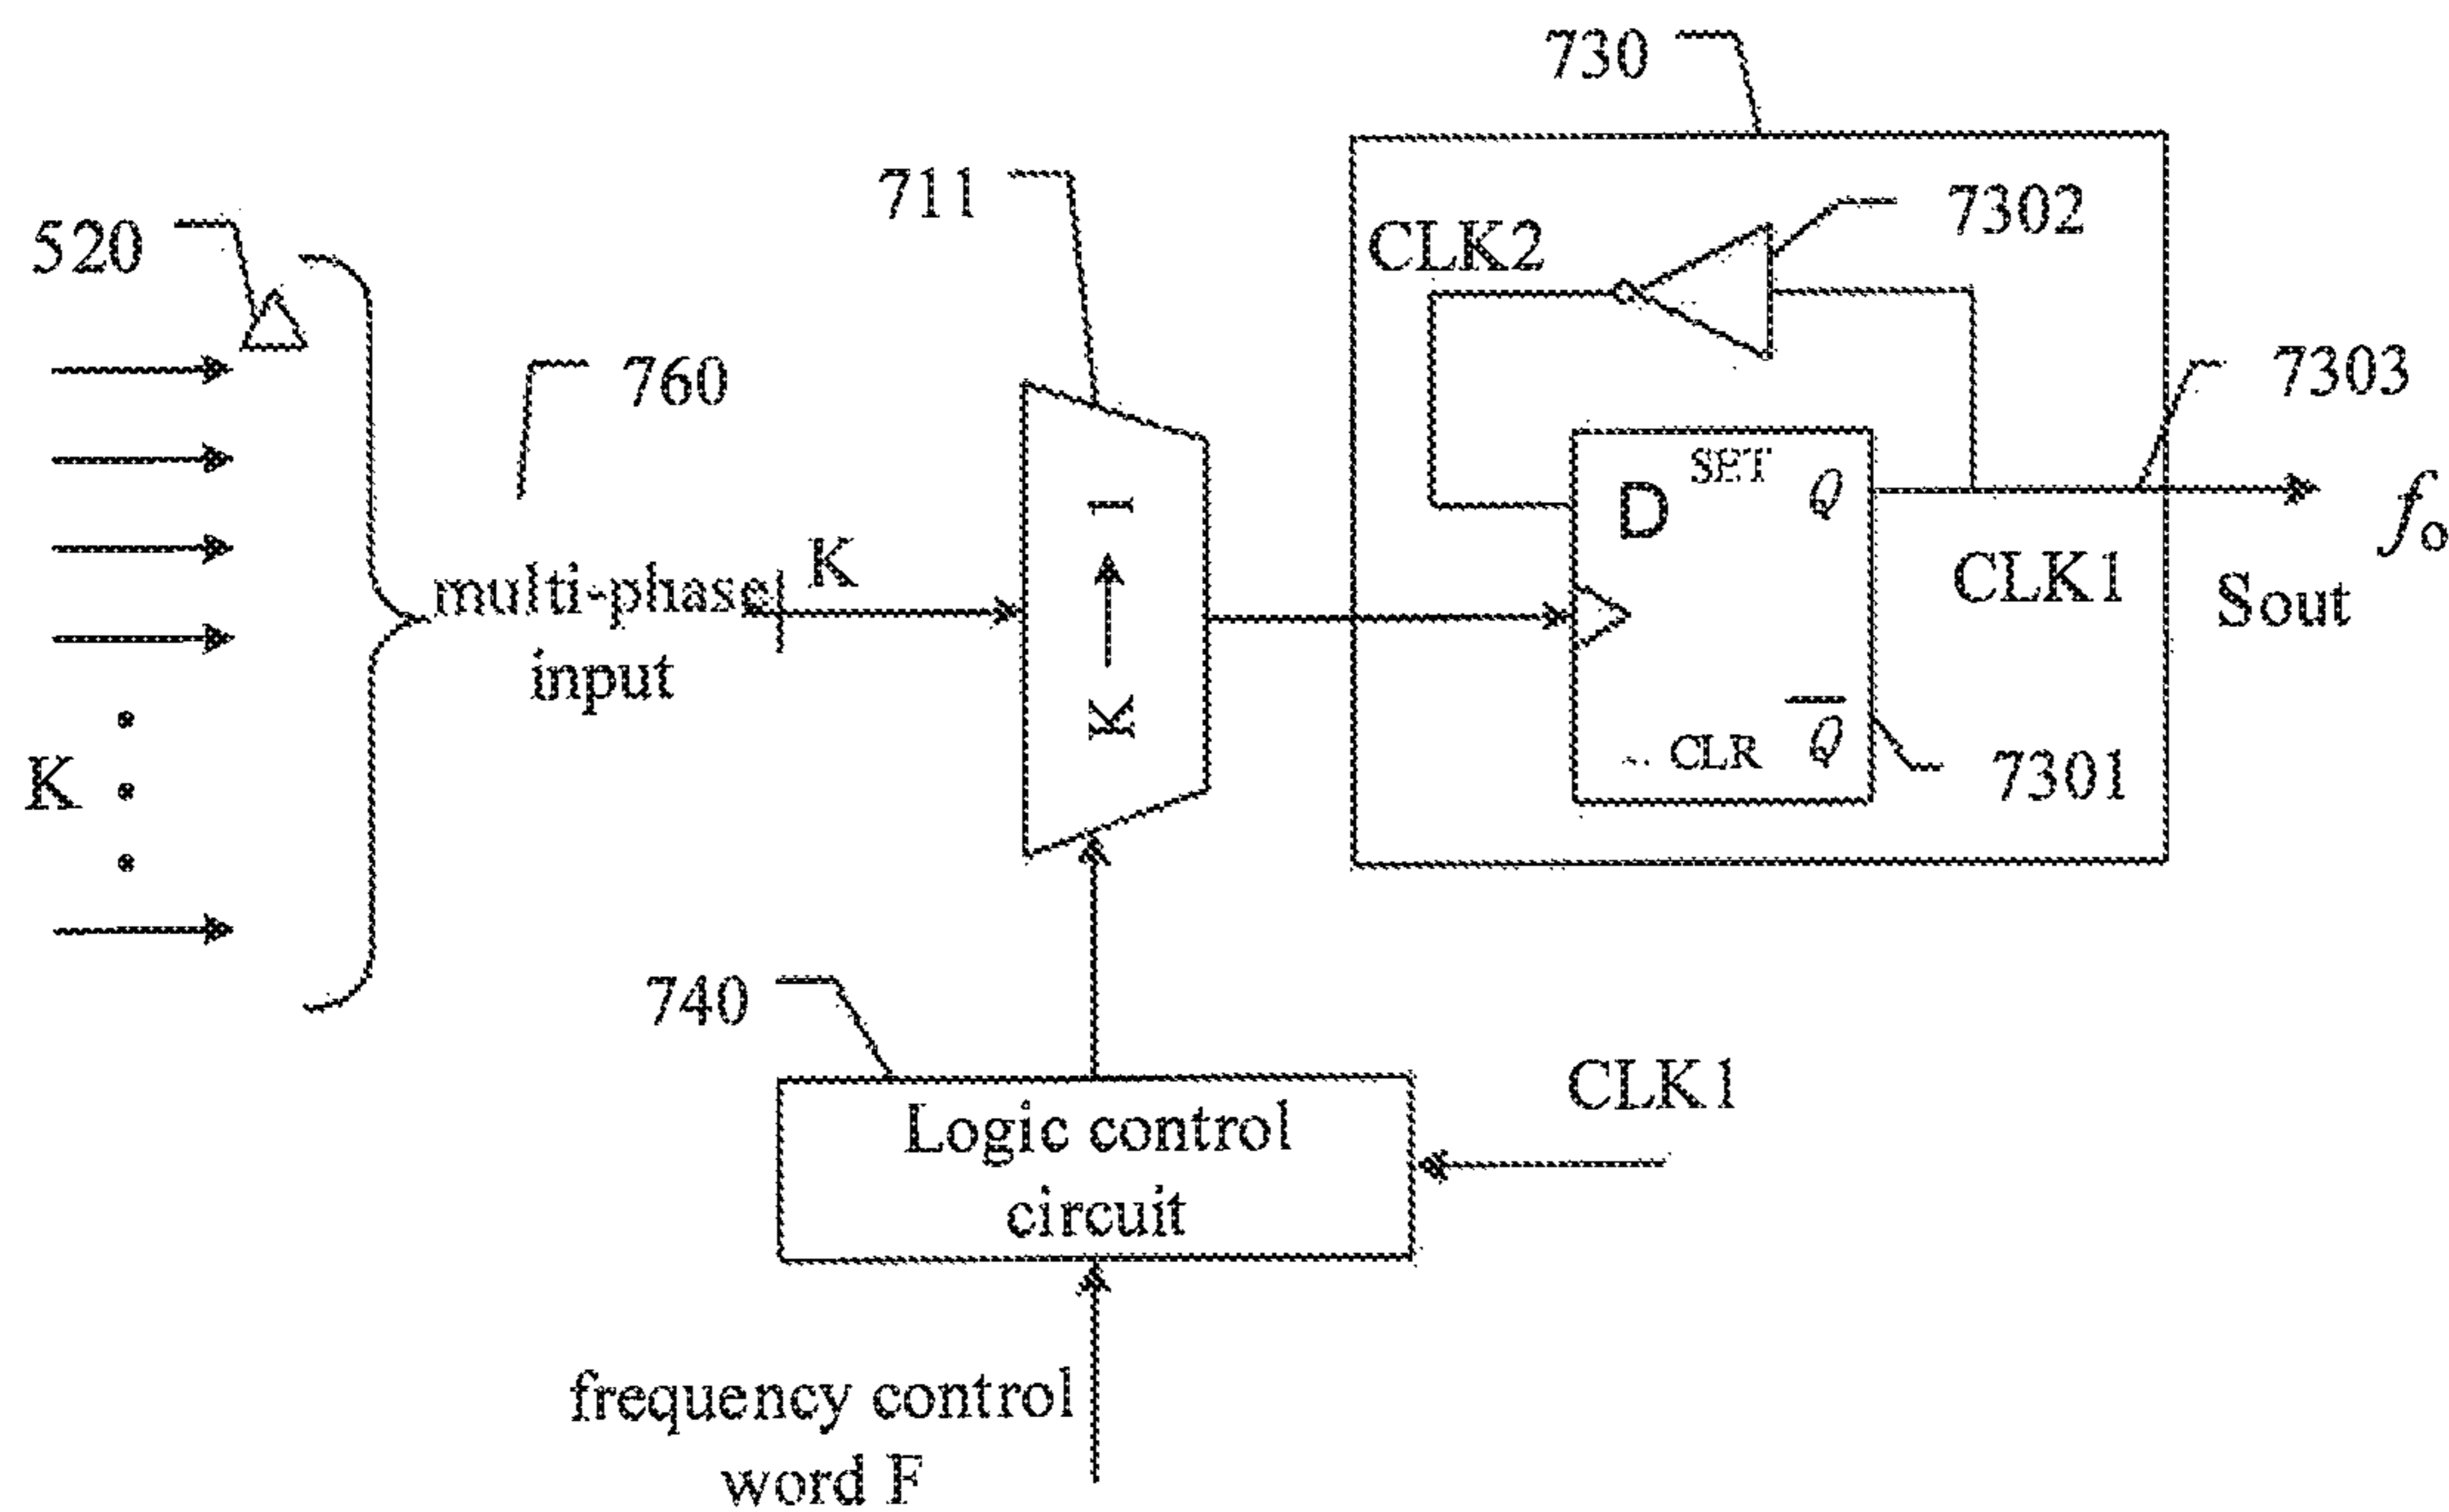 730
711
7302
520
CLK2
760
7303
SET
D
Q
K
1
K
multi-phase
input
K
CLK1
fo
Sout
CLR
Q
7301
K
740
CLK1
Logic control
circuit
frequency control
word F